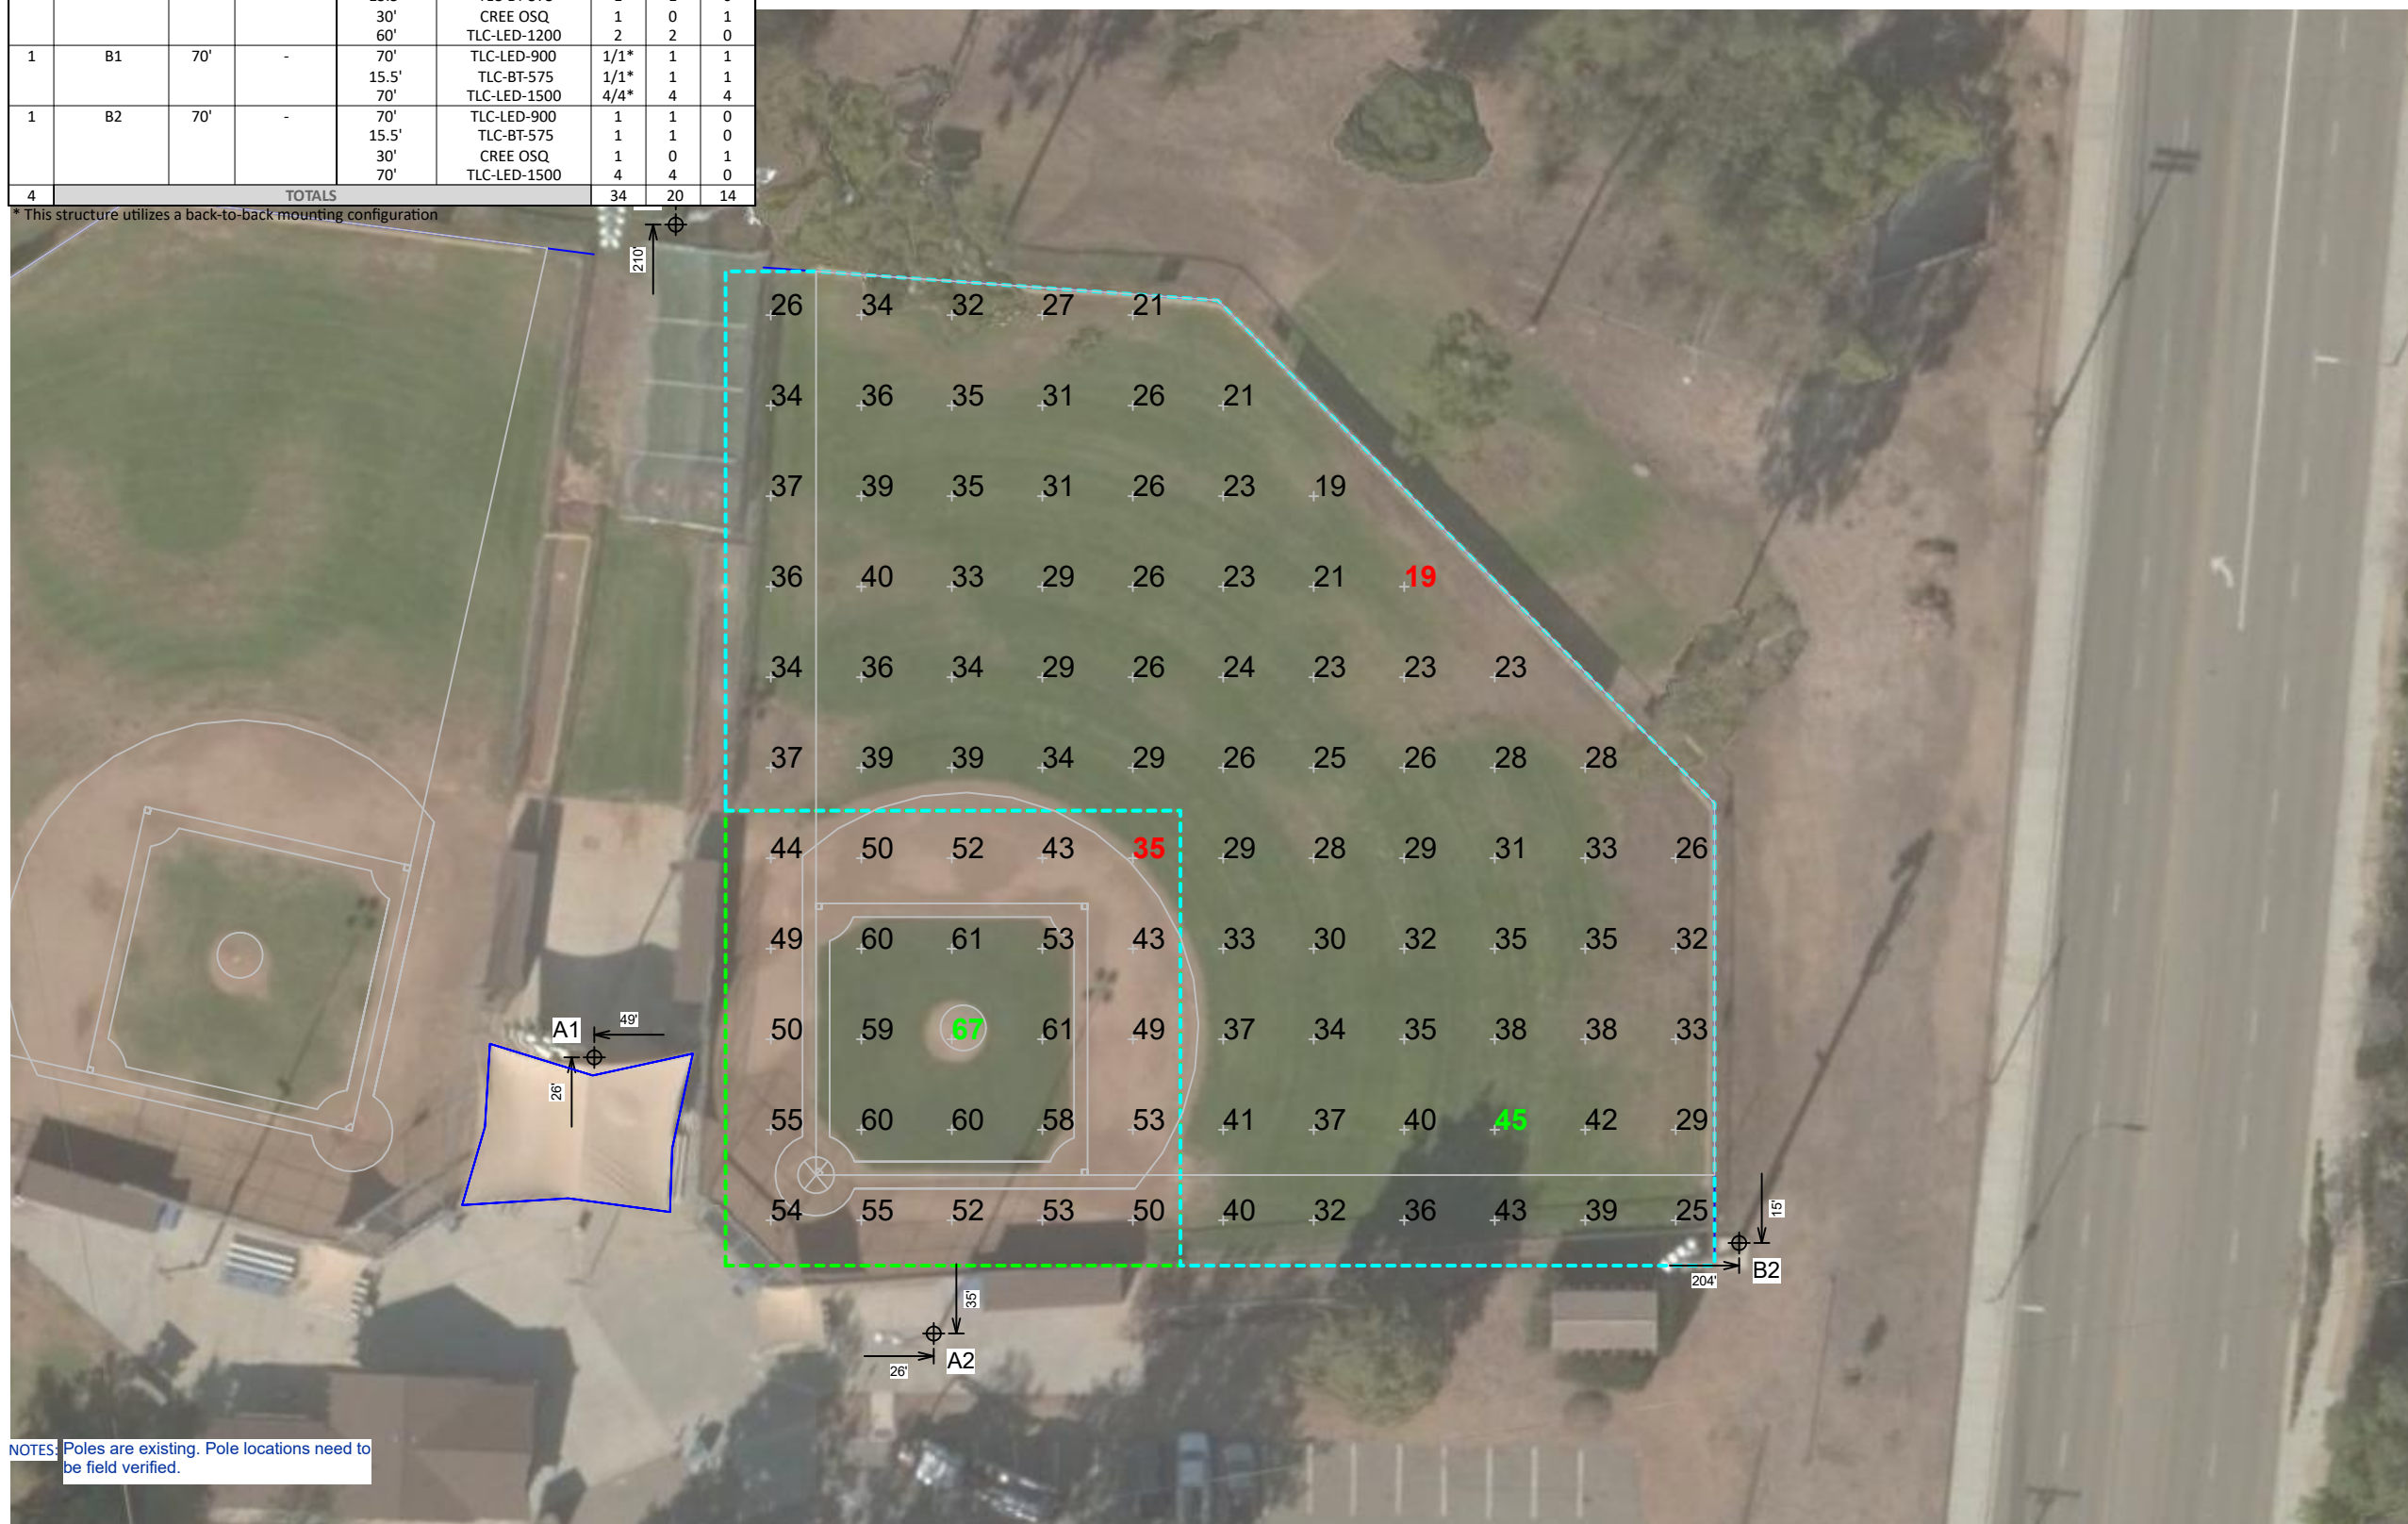 30' CREE OSQ 1 0 1
60' TLC-LED-1200 2 2 0
1 B1 70' - 70' TLC-LED-900 1/1* 1 1
15.5' TLC-BT-575 1/1* 1 1
70' TLC-LED-1500 4/4* 4 4
1 B2 70' - 70' TLC-LED-900 1 1 0
15.5' TLC-BT-575 1 1 0
30' CREE OSQ 1 0 1
70' TLC-LED-1500 4 4 0
4 TOTALS 34 20 14
* This structure utilizes a back-to-back mounting configuration
210'
26 34 32 27 21
34 36 35 31 26 21
37 39 35 31 26 23 19
36 40 33 29 26 23 21 19
34 36 34 29 26 24 23 23 23
37 39 39 34 29 26 25 26 28 28
44 50 52 43 35 29 28 29 31 33 26
49 60 61 53 43 33 30 32 35 35 32
A1 49'
50 59 67 61 49 37 34 35 38 38 33
26'
55 60 60 58 53 41 37 40 45 42 29
54 55 52 53 50 40 32 36 43 39 25
15'
204' B2
35'
26' A2
NOTES: Poles are existing. Pole locations need to
be field verified.